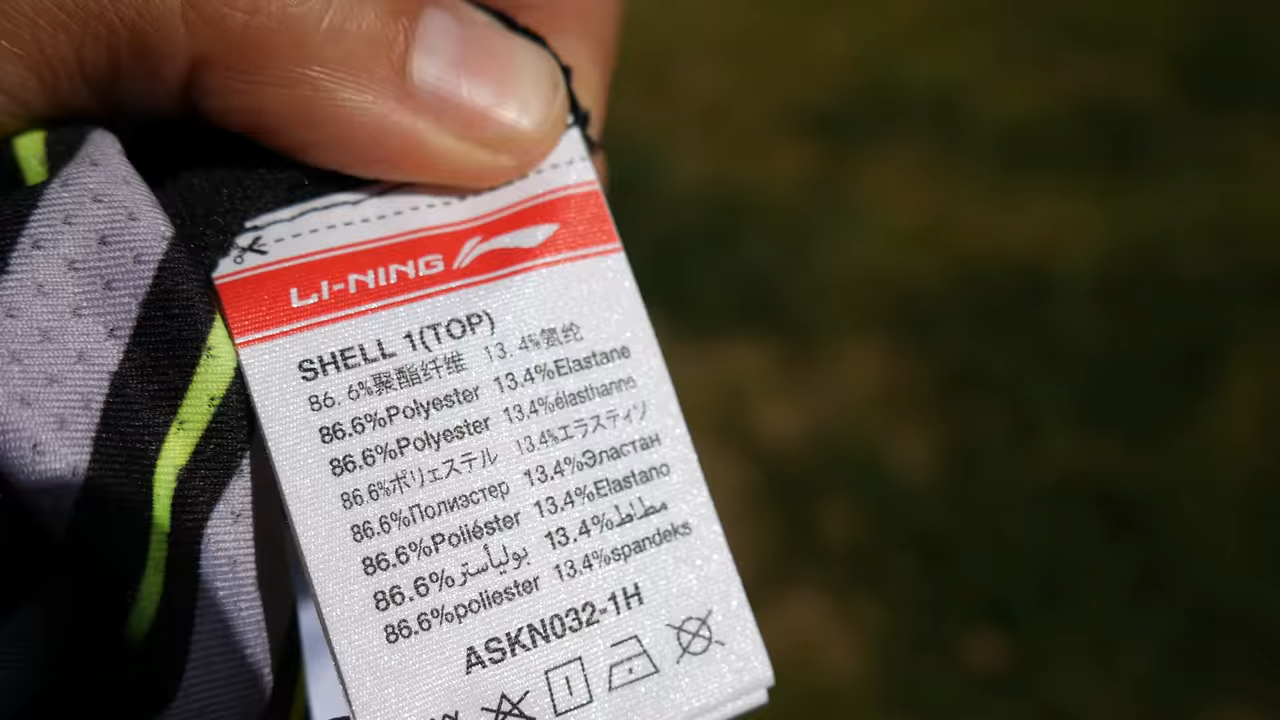 LI-NING
SHELL 1(TOP)
86.6%聚酯纤维 13.4%氨纶
86.6%Polyester 13.4%Elastane
86.6%Polyester 13.4%élasthanne
86.6%ポリェステル 13.4%エラスティソ
86.6%Полиэстер 13.4%Эластан
86.6%Poliéster 13.4%Elastano
86.6%بوليأستر 13.4%مطاط
86.6%poliester 13.4%spandeks
ASKN032-1H